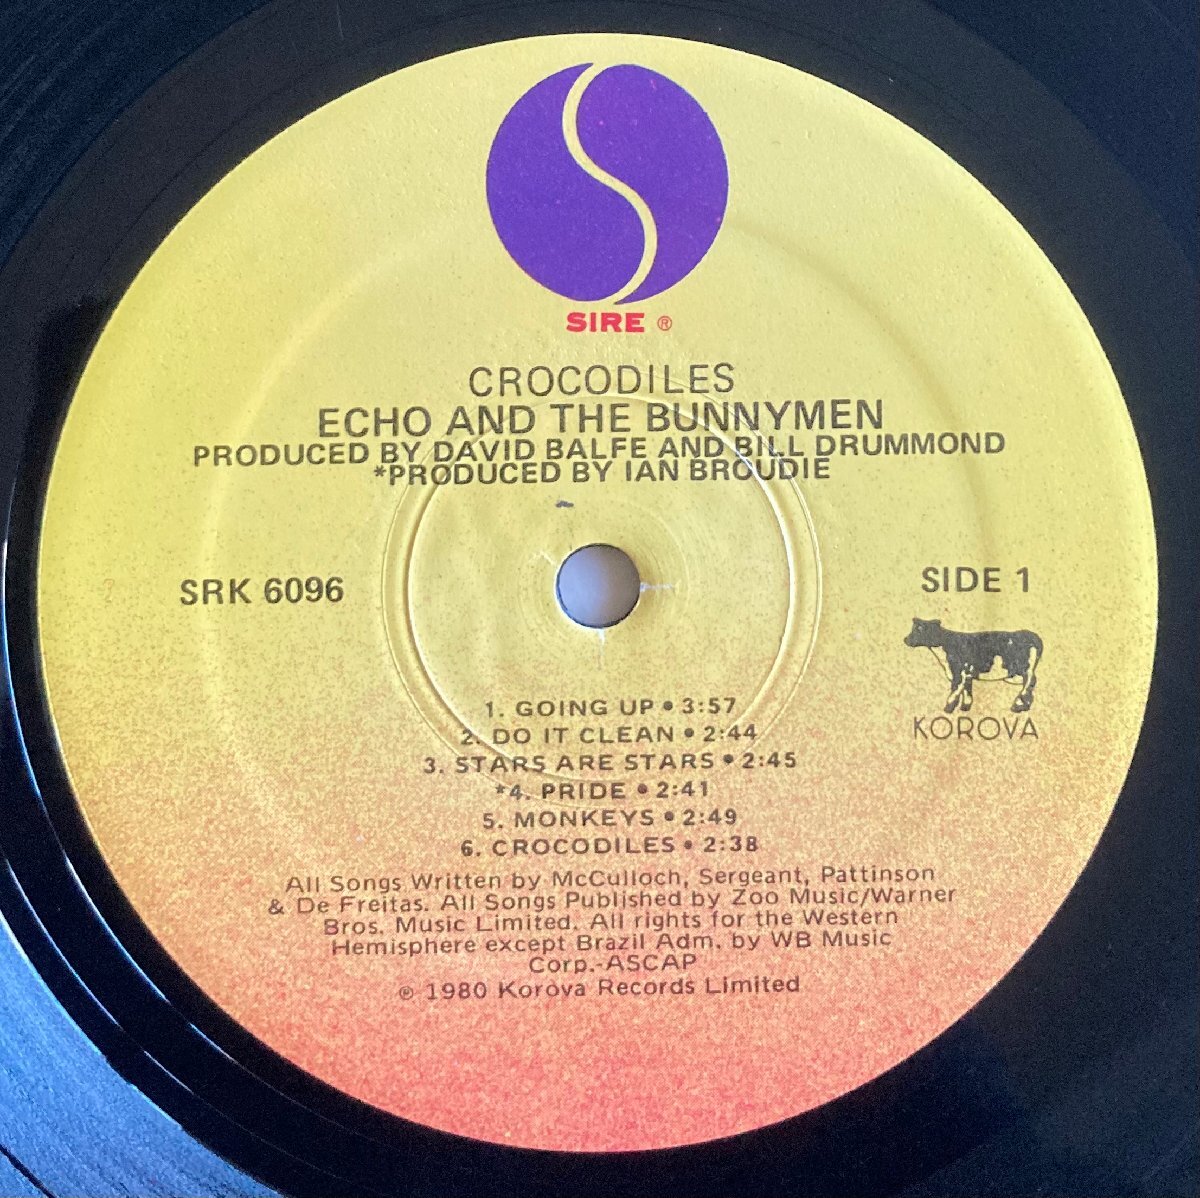 SIRE ®
CROCODILES
ECHO AND THE BUNNYMEN
PRODUCED BY DAVID BALFE AND BILL DRUMMOND
*PRODUCED BY IAN BROUDIE
SRK 6096
SIDE 1
KOROVA
1. GOING UP • 3:57
2. DO IT CLEAN • 2:44
3. STARS ARE STARS • 2:45
*4. PRIDE • 2:41
5. MONKEYS • 2:49
6. CROCODILES • 2:38
All Songs Written by McCulloch, Sergeant, Pattinson
& De Freitas. All Songs Published by Zoo Music/Warner
Bros. Music Limited. All rights for the Western
Hemisphere except Brazil Adm. by WB Music
Corp.-ASCAP
℗ 1980 Korova Records Limited